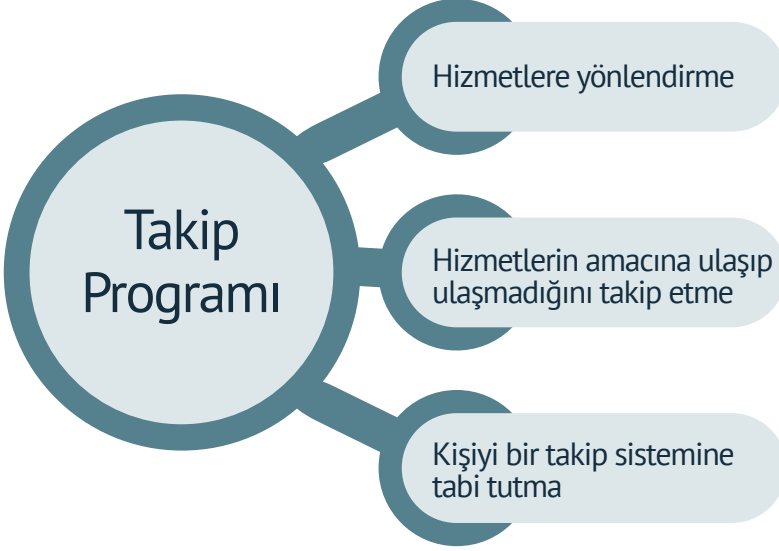 Takip
Programı
Hizmetlere yönlendirme
Hizmetlerin amacına ulaşıp
ulaşmadığını takip etme
Kişiyi bir takip sistemine
tabi tutma